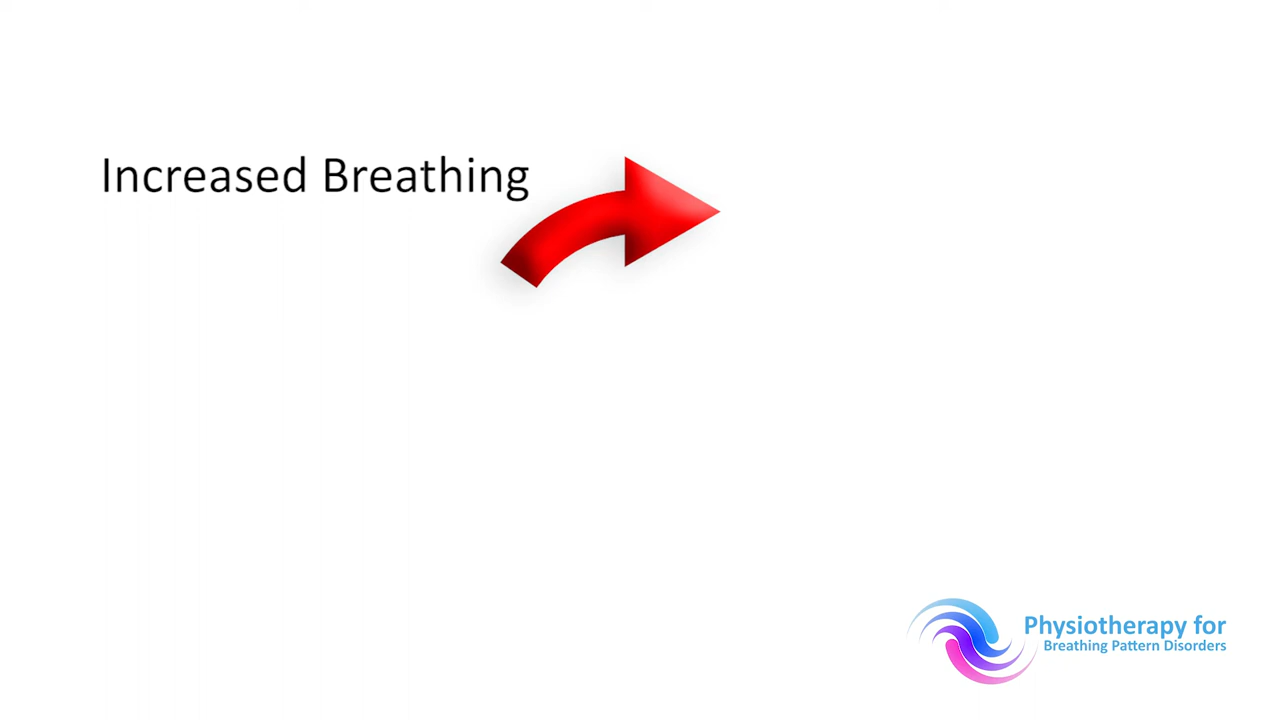 Increased Breathing
Physiotherapy for
Breathing Pattern Disorders